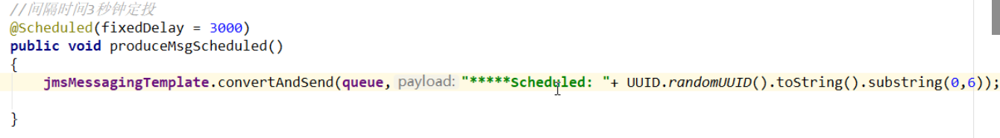 //间隔时间3秒钟定投
@Scheduled(fixedDelay = 3000)
public void produceMsgScheduled()
{
jmsMessagingTemplate.convertAndSend(queue, payload: "*****Scheduled: "+ UUID.randomUUID().toString().substring(0,6));
}